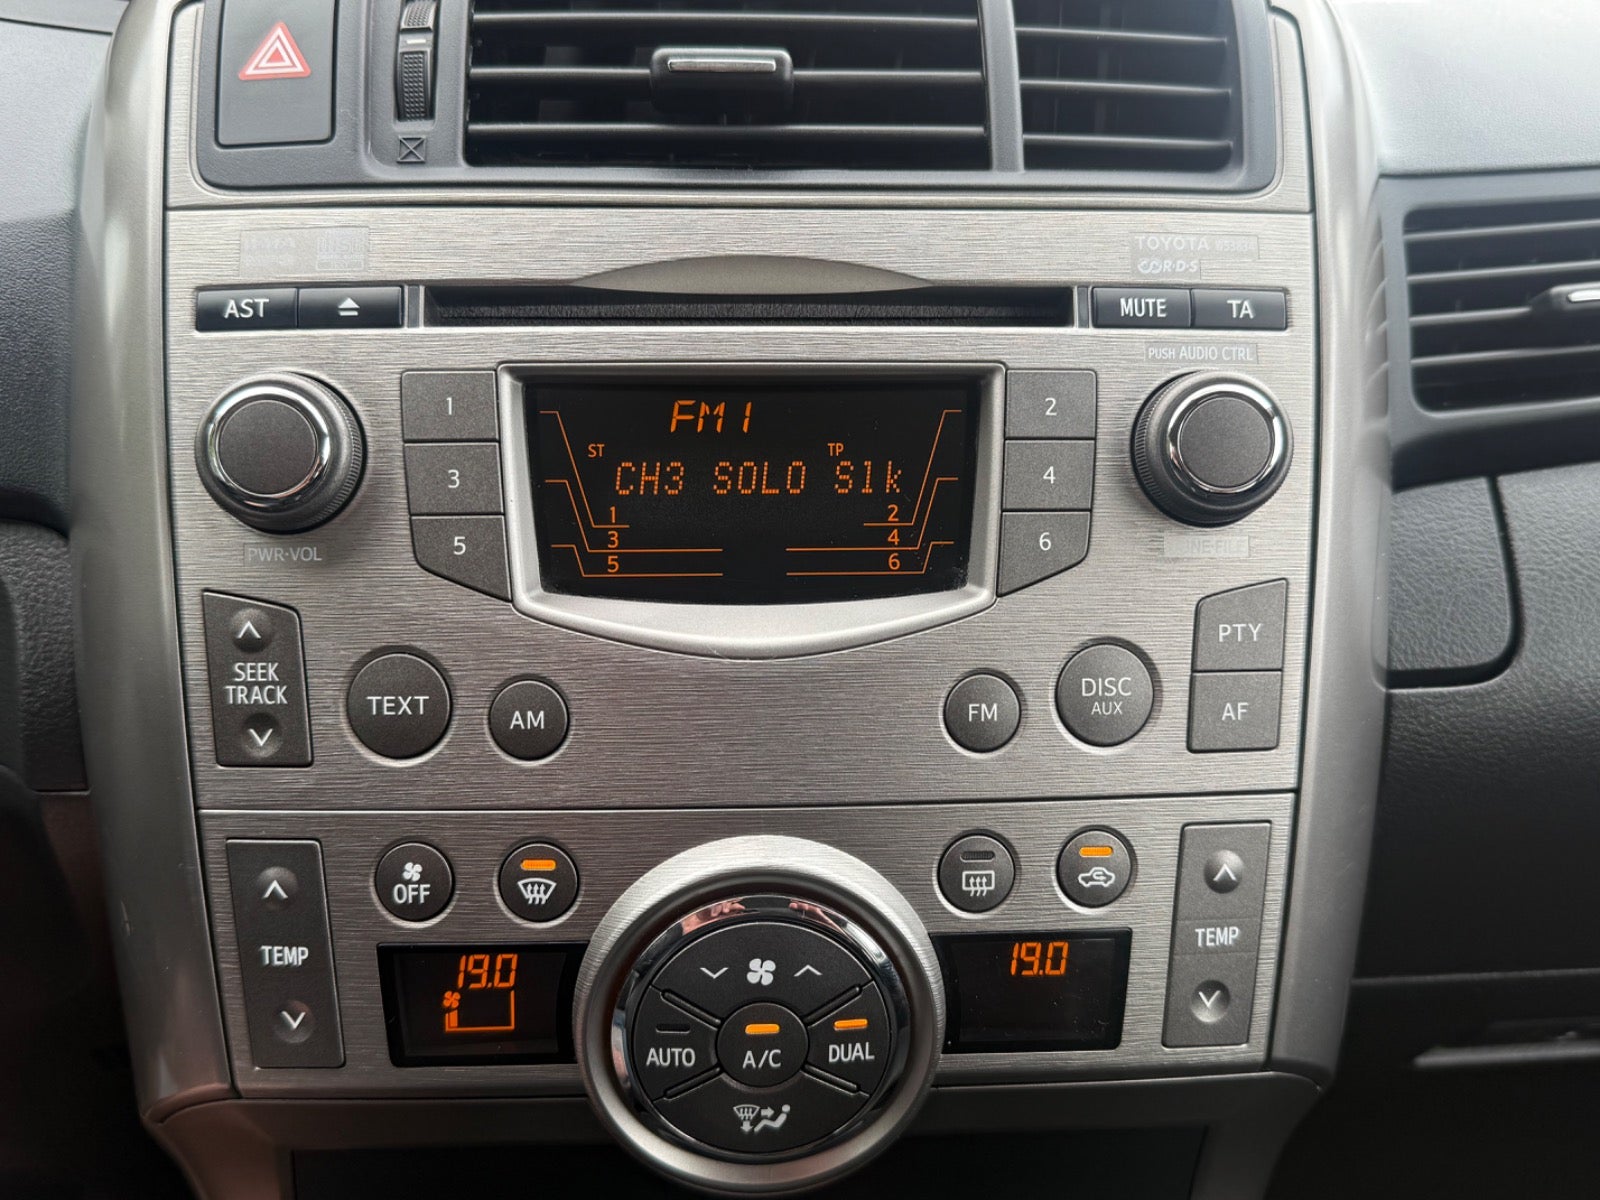 TOYOTA
R·D·S
AST
MUTE
TA
PUSH AUDIO CTRL
1
FM1
2
ST
TP
3
CH3 SOLO Slk
4
1
2
3
4
5
6
5
6
PWR·VOL
SEEK
TRACK
TEXT
AM
FM
DISC
AUX
PTY
AF
OFF
TEMP
19.0
19.0
TEMP
AUTO
A/C
DUAL